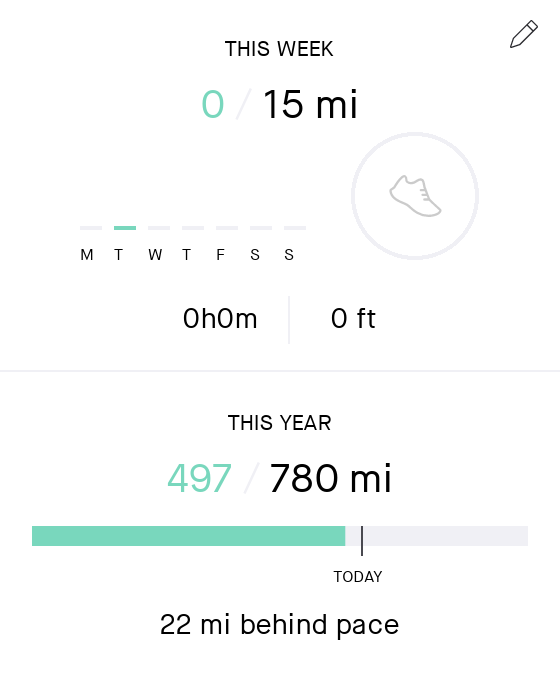 THIS WEEK
0 / 15 mi
M T W T F S S
0h0m 0 ft
THIS YEAR
497 / 780 mi
TODAY
22 mi behind pace